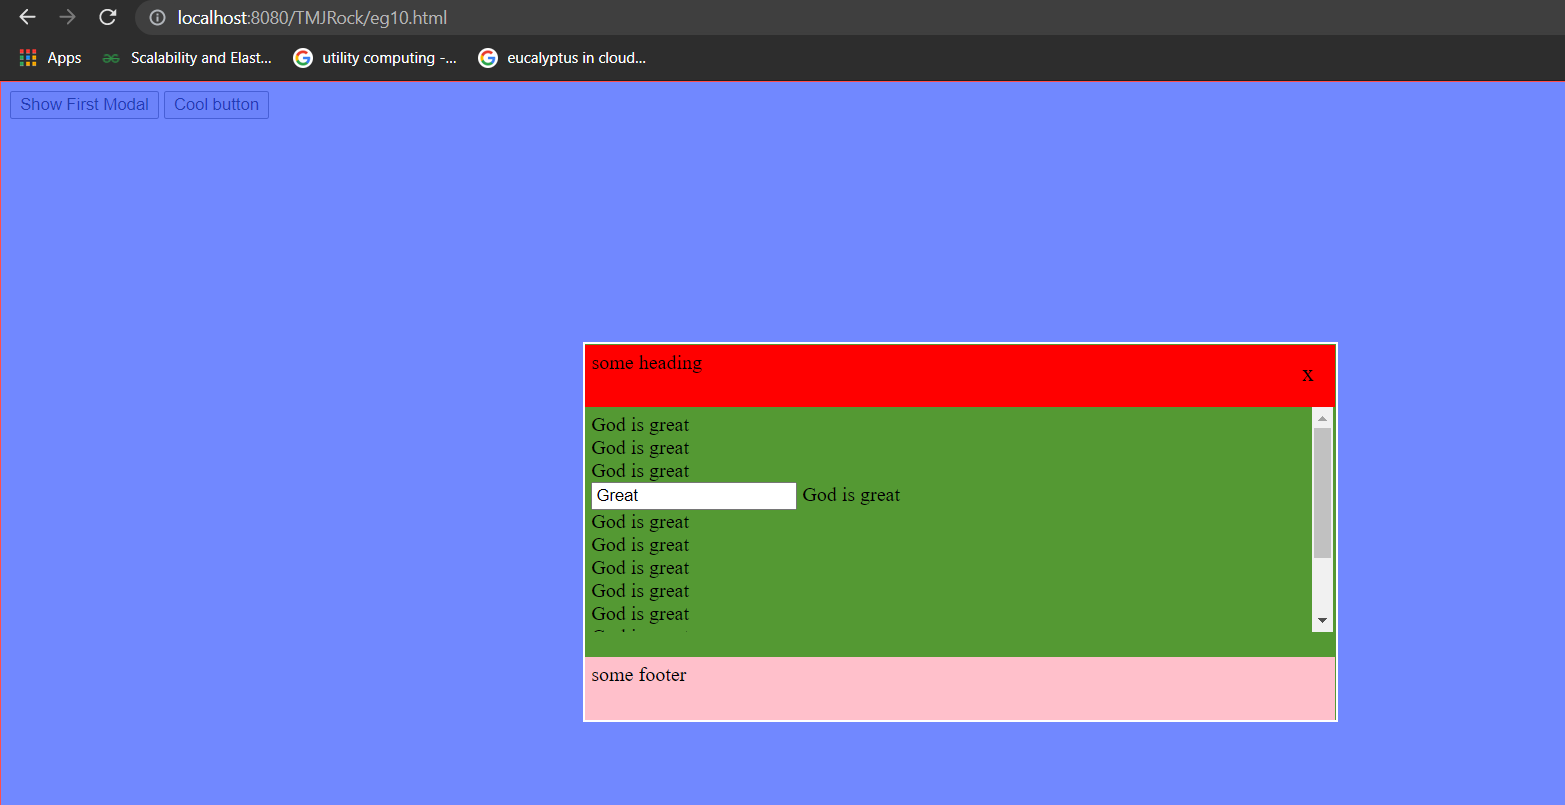 localhost:8080/TMJRock/eg10.html
Apps Scalability and Elast... utility computing -... eucalyptus in cloud...
Show First Modal Cool button
some heading
X
God is great
God is great
God is great
Great God is great
God is great
God is great
God is great
God is great
God is great
some footer